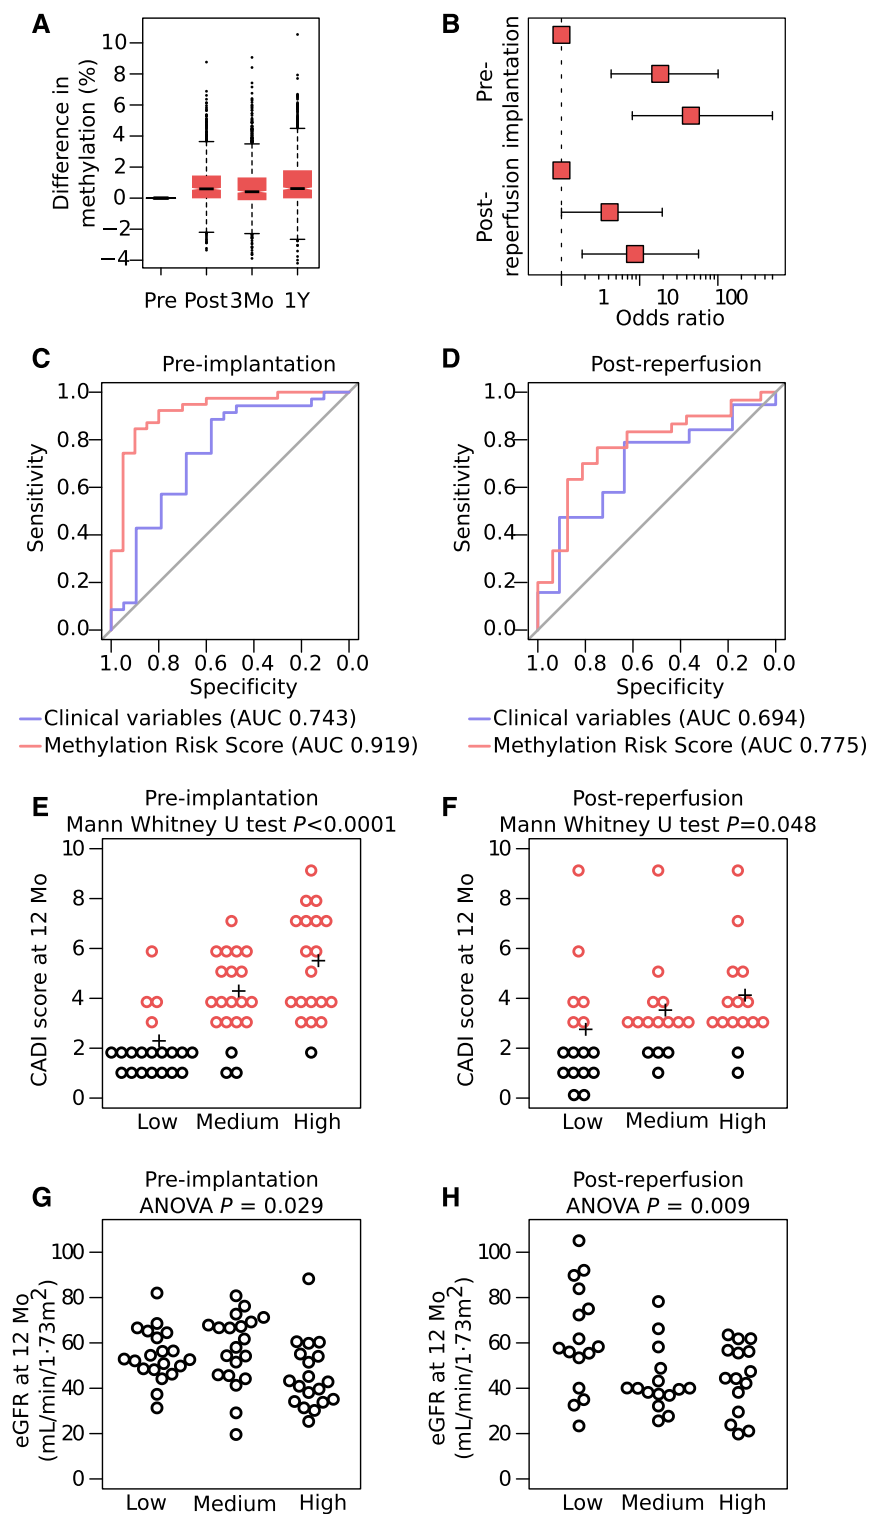 A
Difference in
methylation (%)
10
8
6
4
2
0
−2
−4
Pre Post 3Mo 1Y
B
Pre-
implantation
Post-
reperfusion
1 10 100
Odds ratio
C
Pre-implantation
Sensitivity
1.0
0.8
0.6
0.4
0.2
0.0
1.0 0.8 0.6 0.4 0.2 0.0
Specificity
Clinical variables (AUC 0.743)
Methylation Risk Score (AUC 0.919)
D
Post-reperfusion
Sensitivity
1.0
0.8
0.6
0.4
0.2
0.0
1.0 0.8 0.6 0.4 0.2 0.0
Specificity
Clinical variables (AUC 0.694)
Methylation Risk Score (AUC 0.775)
E
Pre-implantation
Mann Whitney U test P<0.0001
CADI score at 12 Mo
10
8
6
4
2
0
Low Medium High
F
Post-reperfusion
Mann Whitney U test P=0.048
CADI score at 12 Mo
10
8
6
4
2
0
Low Medium High
G
Pre-implantation
ANOVA P = 0.029
eGFR at 12 Mo
(mL/min/1·73m²)
100
80
60
40
20
0
Low Medium High
H
Post-reperfusion
ANOVA P = 0.009
eGFR at 12 Mo
(mL/min/1·73m²)
100
80
60
40
20
0
Low Medium High